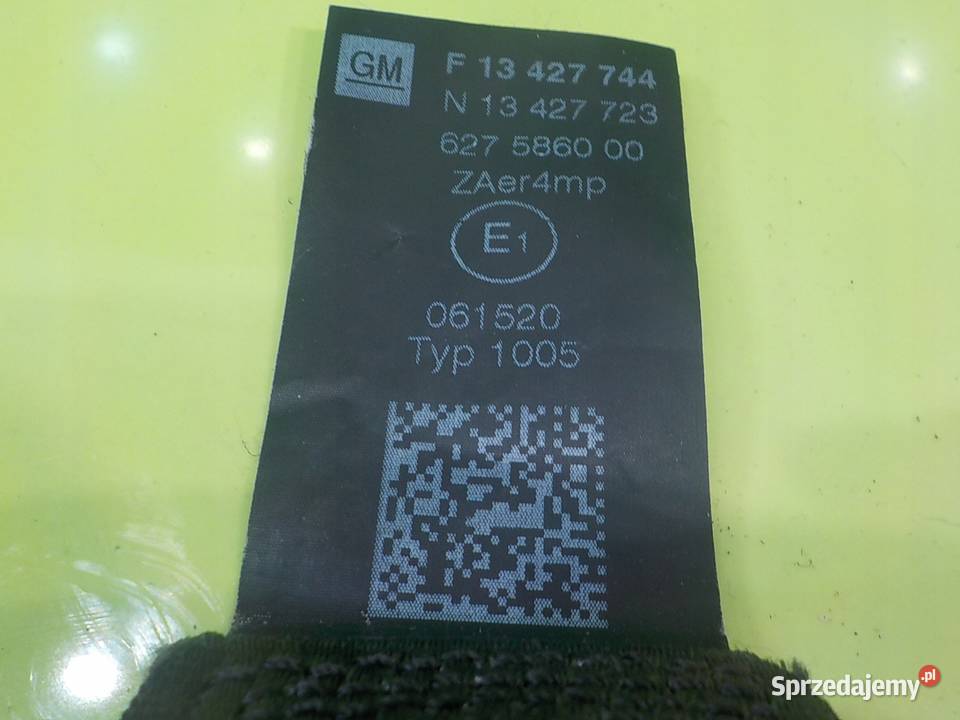 GM
F 13 427 744
N 13 427 723
627 5860 00
ZAer4mp
E1
061520
Typ 1005
Sprzedajemy.pl